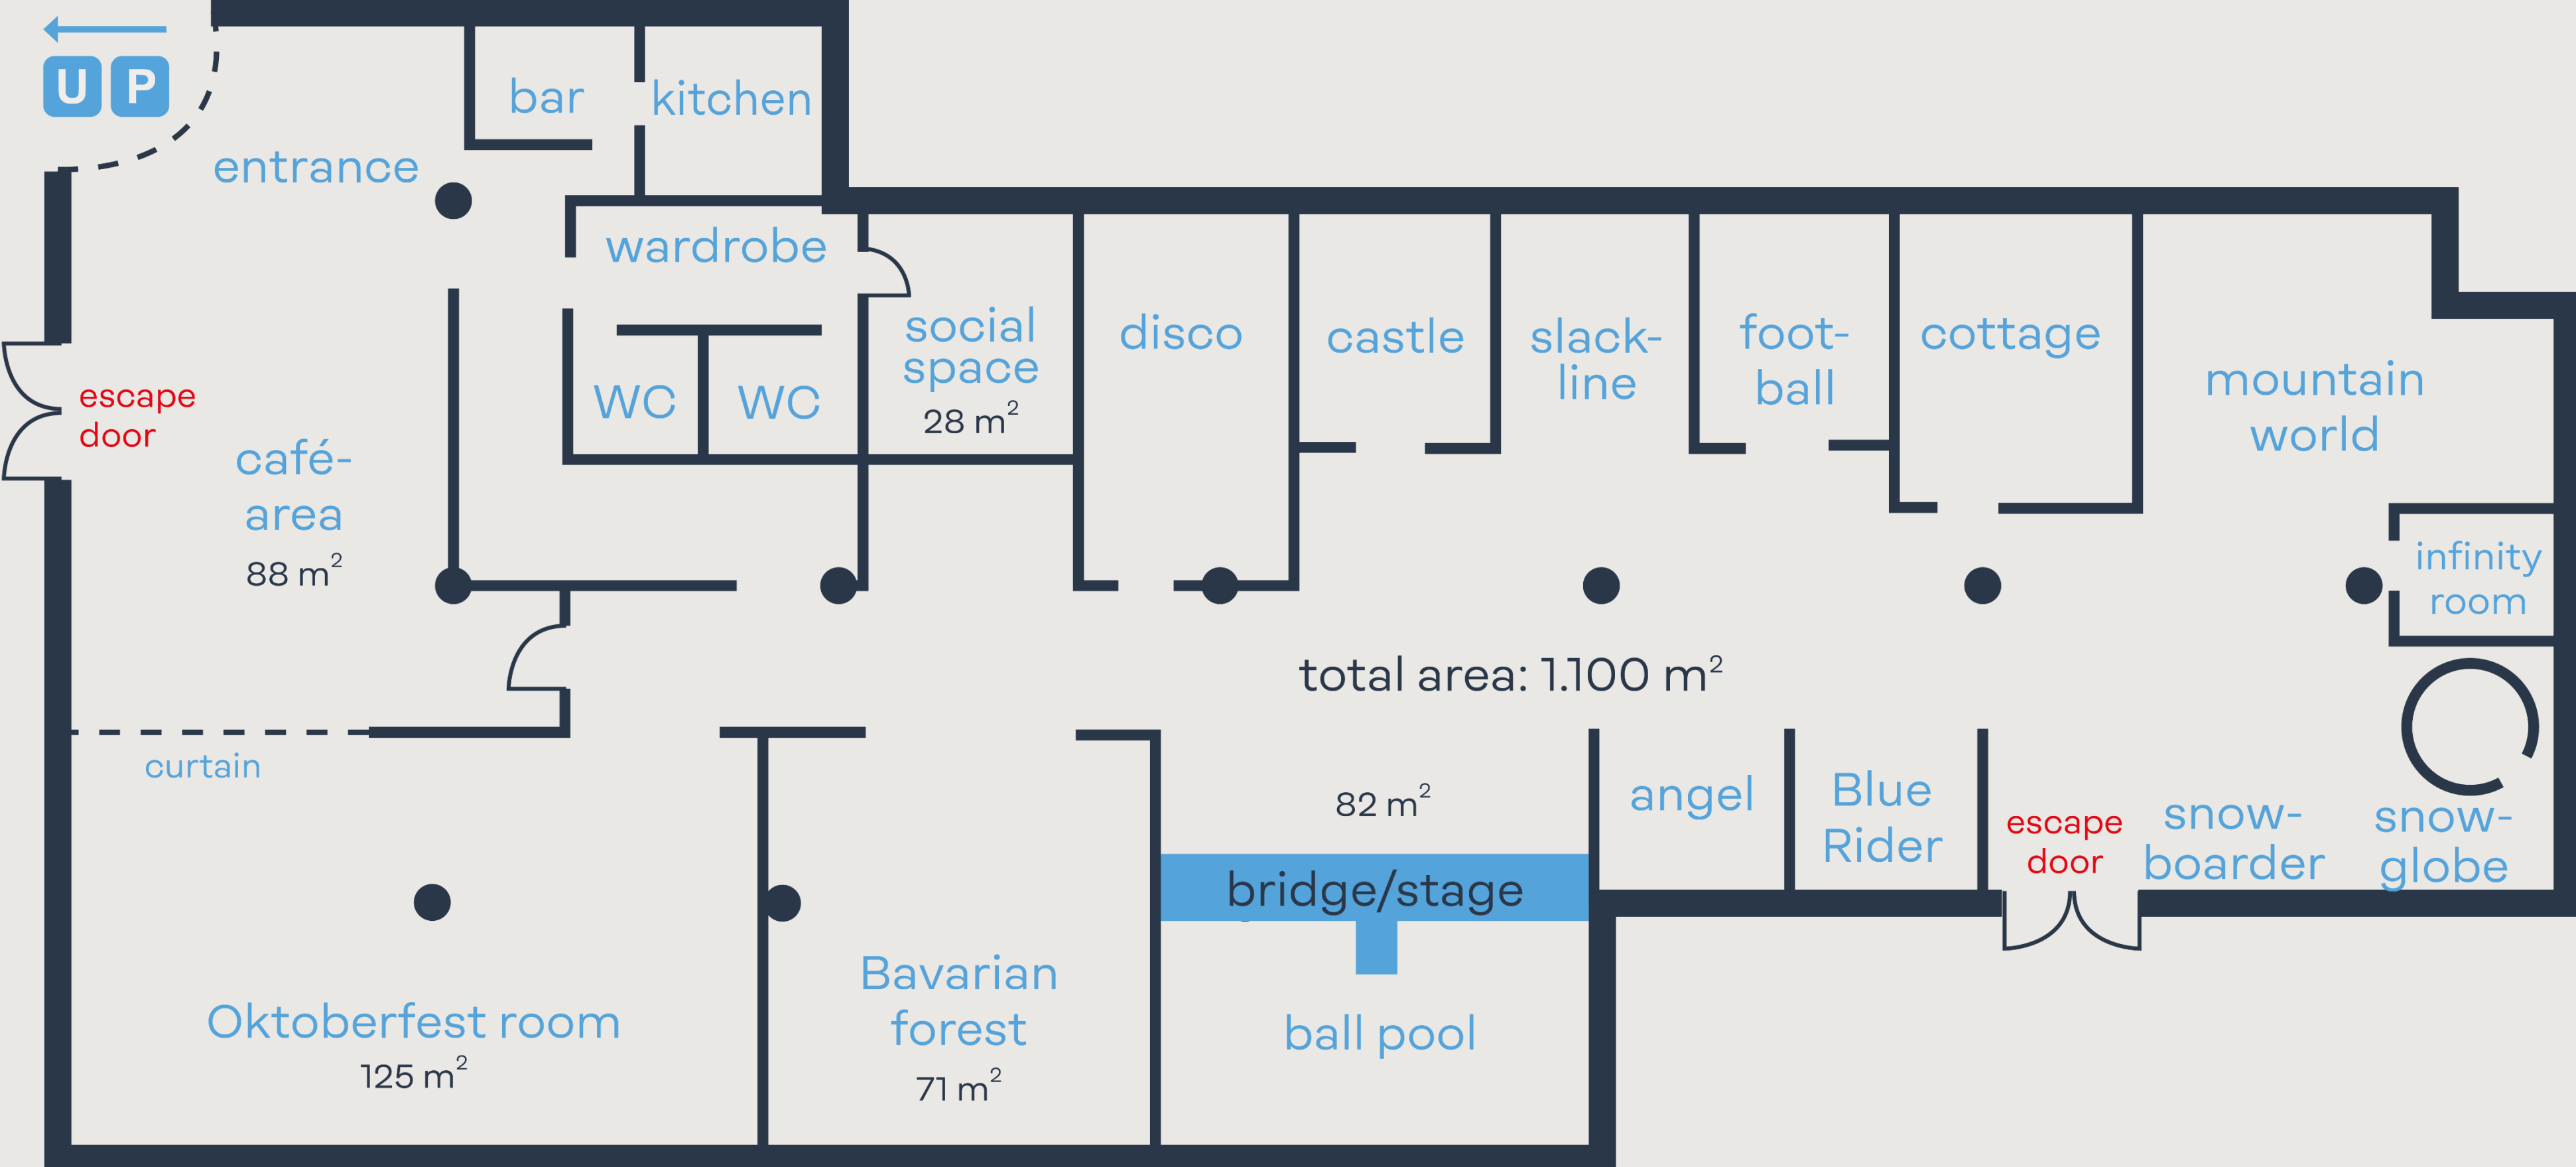 UP
entrance
bar
kitchen
wardrobe
WC
WC
social
space
28 m²
escape
door
café-
area
88 m²
disco
castle
slack-
line
foot-
ball
cottage
mountain
world
infinity
room
total area: 1.100 m²
curtain
Oktoberfest room
125 m²
Bavarian
forest
71 m²
82 m²
bridge/stage
ball pool
angel
Blue
Rider
escape
door
snow-
boarder
snow-
globe